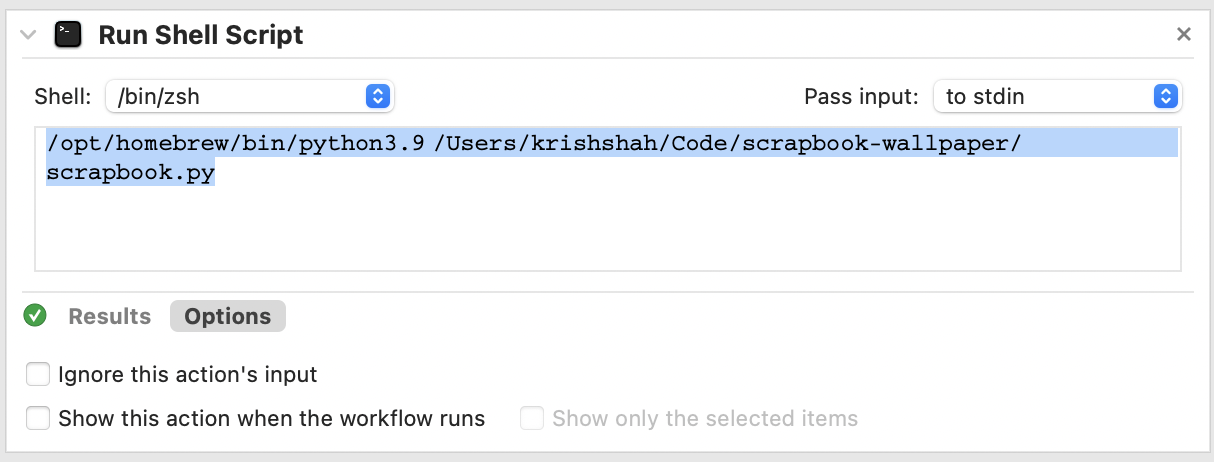 Run Shell Script
Shell: /bin/zsh Pass input: to stdin
/opt/homebrew/bin/python3.9 /Users/krishshah/Code/scrapbook-wallpaper/
scrapbook.py
Results Options
Ignore this action's input
Show this action when the workflow runs Show only the selected items